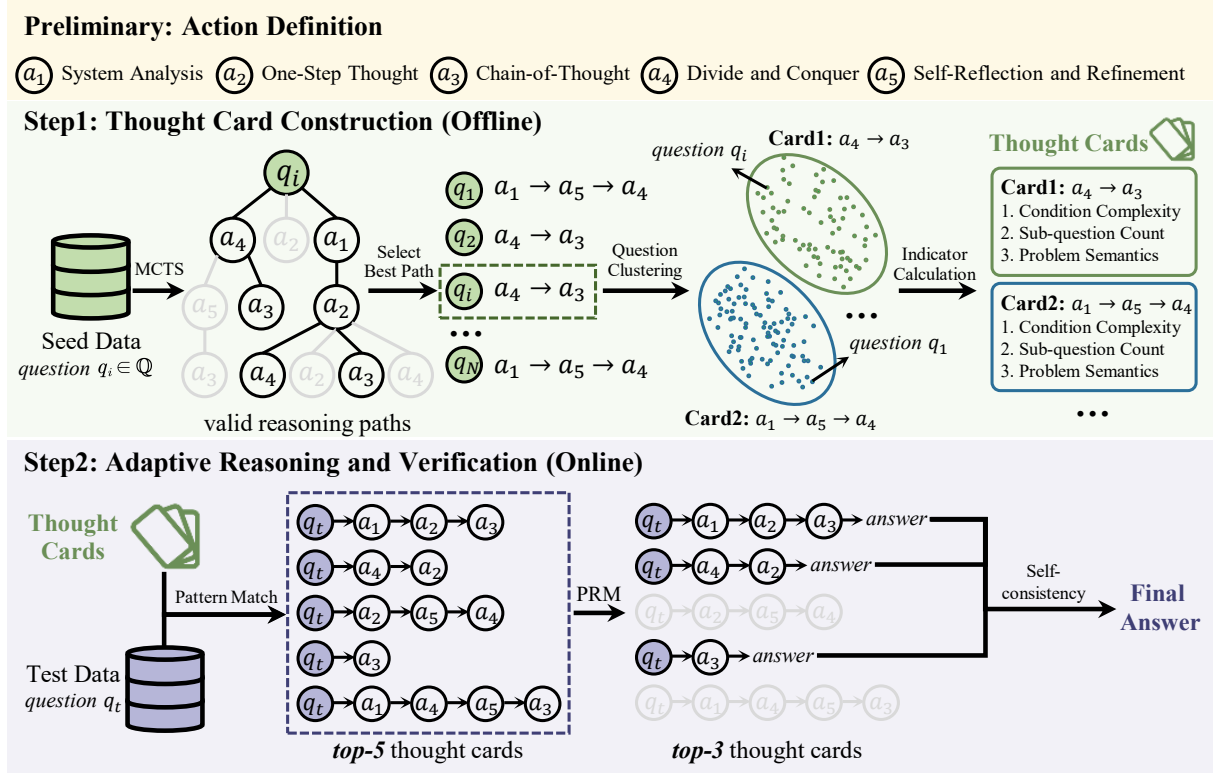 Preliminary: Action Definition
a1 System Analysis a2 One-Step Thought a3 Chain-of-Thought a4 Divide and Conquer a5 Self-Reflection and Refinement
Step1: Thought Card Construction (Offline)
Seed Data
question qi ∈ ℚ
MCTS
qi
a4 a2 a1
a5 a3 a2
a3 a4 a2 a3 a4
valid reasoning paths
Select
Best Path
q1 a1 → a5 → a4
q2 a4 → a3
qi a4 → a3
...
qN a1 → a5 → a4
Question
Clustering
Card1: a4 → a3
question qi
...
question q1
Card2: a1 → a5 → a4
Indicator
Calculation
Thought Cards
Card1: a4 → a3
1. Condition Complexity
2. Sub-question Count
3. Problem Semantics
Card2: a1 → a5 → a4
1. Condition Complexity
2. Sub-question Count
3. Problem Semantics
...
Step2: Adaptive Reasoning and Verification (Online)
Thought
Cards
Pattern Match
Test Data
question qt
qt → a1 → a2 → a3
qt → a4 → a2
qt → a2 → a5 → a4
qt → a3
qt → a1 → a4 → a5 → a3
top-5 thought cards
PRM
qt → a1 → a2 → a3 → answer
qt → a4 → a2 → answer
qt → a2 → a5 → a4
qt → a3 → answer
qt → a1 → a4 → a5 → a3
top-3 thought cards
Self-
consistency
Final
Answer